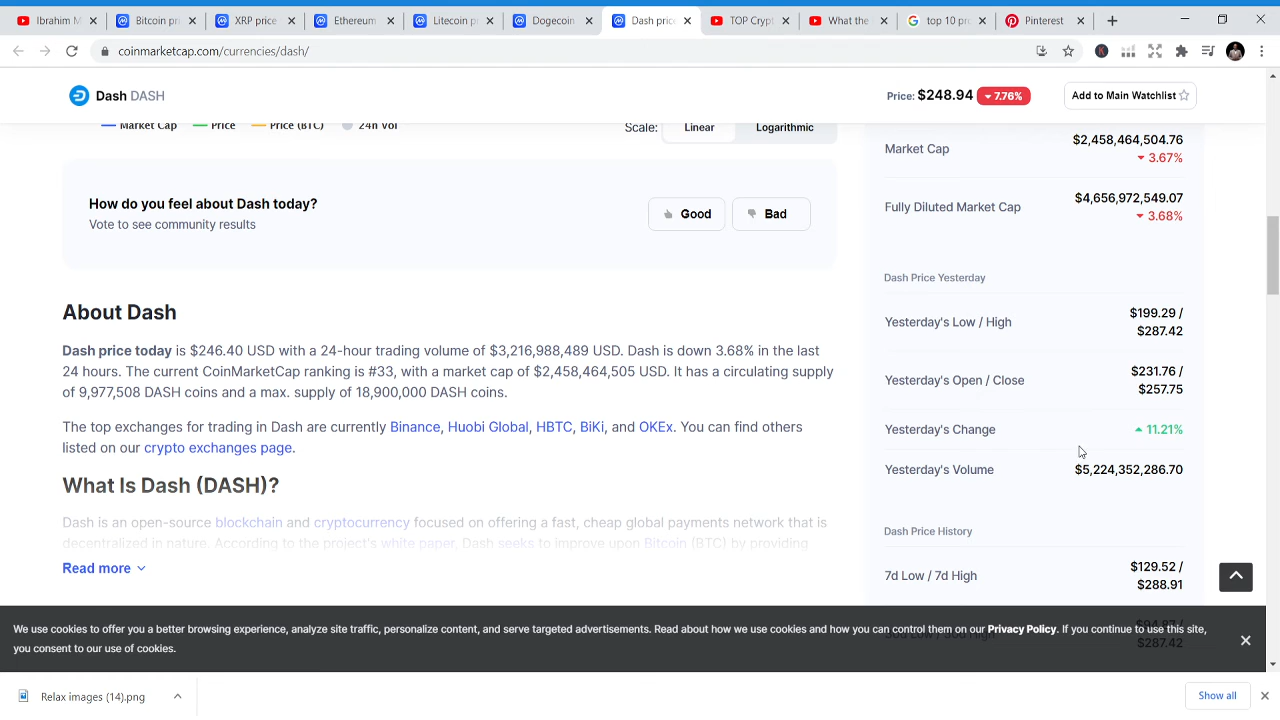 Ibrahim M
Bitcoin pr
XRP price
Ethereum
Litecoin p
Dogecoin
Dash price
TOP Crypt
What the
top 10 pro
Pinterest
coinmarketcap.com/currencies/dash/
K
Dash DASH
Price: $248.94 7.76%
Add to Main Watchlist
Market Cap Price Price (BTC) 24h Vol
Scale: Linear Logarithmic
How do you feel about Dash today?
Vote to see community results
Good Bad
About Dash
Dash price today is $246.40 USD with a 24-hour trading volume of $3,216,988,489 USD. Dash is down 3.68% in the last
24 hours. The current CoinMarketCap ranking is #33, with a market cap of $2,458,464,505 USD. It has a circulating supply
of 9,977,508 DASH coins and a max. supply of 18,900,000 DASH coins.
The top exchanges for trading in Dash are currently Binance, Huobi Global, HBTC, BiKi, and OKEx. You can find others
listed on our crypto exchanges page.
What Is Dash (DASH)?
Dash is an open-source blockchain and cryptocurrency focused on offering a fast, cheap global payments network that is
decentralized in nature. According to the project's white paper, Dash seeks to improve upon Bitcoin (BTC) by providing
Read more
Market Cap
$2,458,464,504.76
3.67%
Fully Diluted Market Cap
$4,656,972,549.07
3.68%
Dash Price Yesterday
Yesterday's Low / High
$199.29 /
$287.42
Yesterday's Open / Close
$231.76 /
$257.75
Yesterday's Change
11.21%
Yesterday's Volume
$5,224,352,286.70
Dash Price History
7d Low / 7d High
$129.52 /
$288.91
$287.42
We use cookies to offer you a better browsing experience, analyze site traffic, personalize content, and serve targeted advertisements. Read about how we use cookies and how you can control them on our Privacy Policy. If you continue to use this site,
you consent to our use of cookies.
Relax images (14).png
Show all